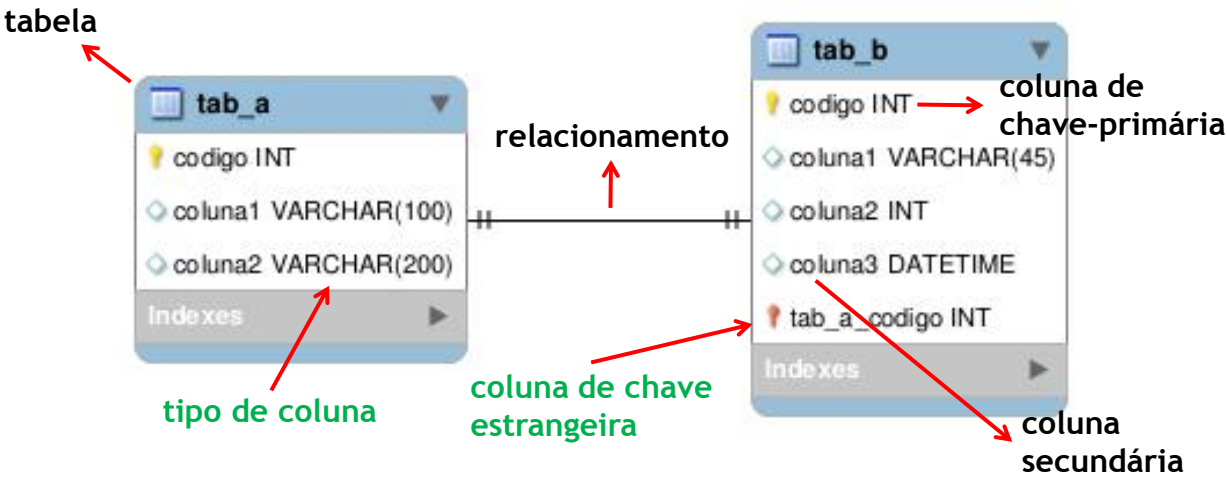 tabela
tab_a
codigo INT
coluna1 VARCHAR(100)
coluna2 VARCHAR(200)
Indexes
tipo de coluna
relacionamento
coluna de chave
estrangeira
tab_b
codigo INT
coluna1 VARCHAR(45)
coluna2 INT
coluna3 DATETIME
tab_a_codigo INT
Indexes
coluna de
chave-primária
coluna
secundária